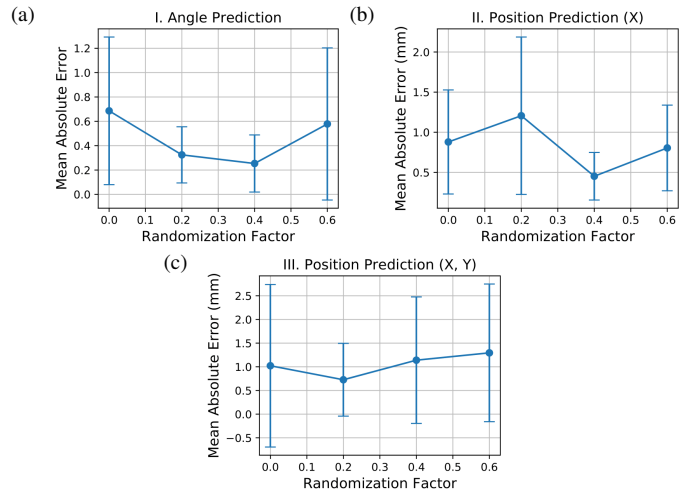 (a)
I. Angle Prediction
Mean Absolute Error
1.2
1.0
0.8
0.6
0.4
0.2
0.0
0.0 0.1 0.2 0.3 0.4 0.5 0.6
Randomization Factor
(b)
II. Position Prediction (X)
Mean Absolute Error (mm)
2.0
1.5
1.0
0.5
0.0 0.1 0.2 0.3 0.4 0.5 0.6
Randomization Factor
(c)
III. Position Prediction (X, Y)
Mean Absolute Error (mm)
2.5
2.0
1.5
1.0
0.5
0.0
−0.5
0.0 0.1 0.2 0.3 0.4 0.5 0.6
Randomization Factor